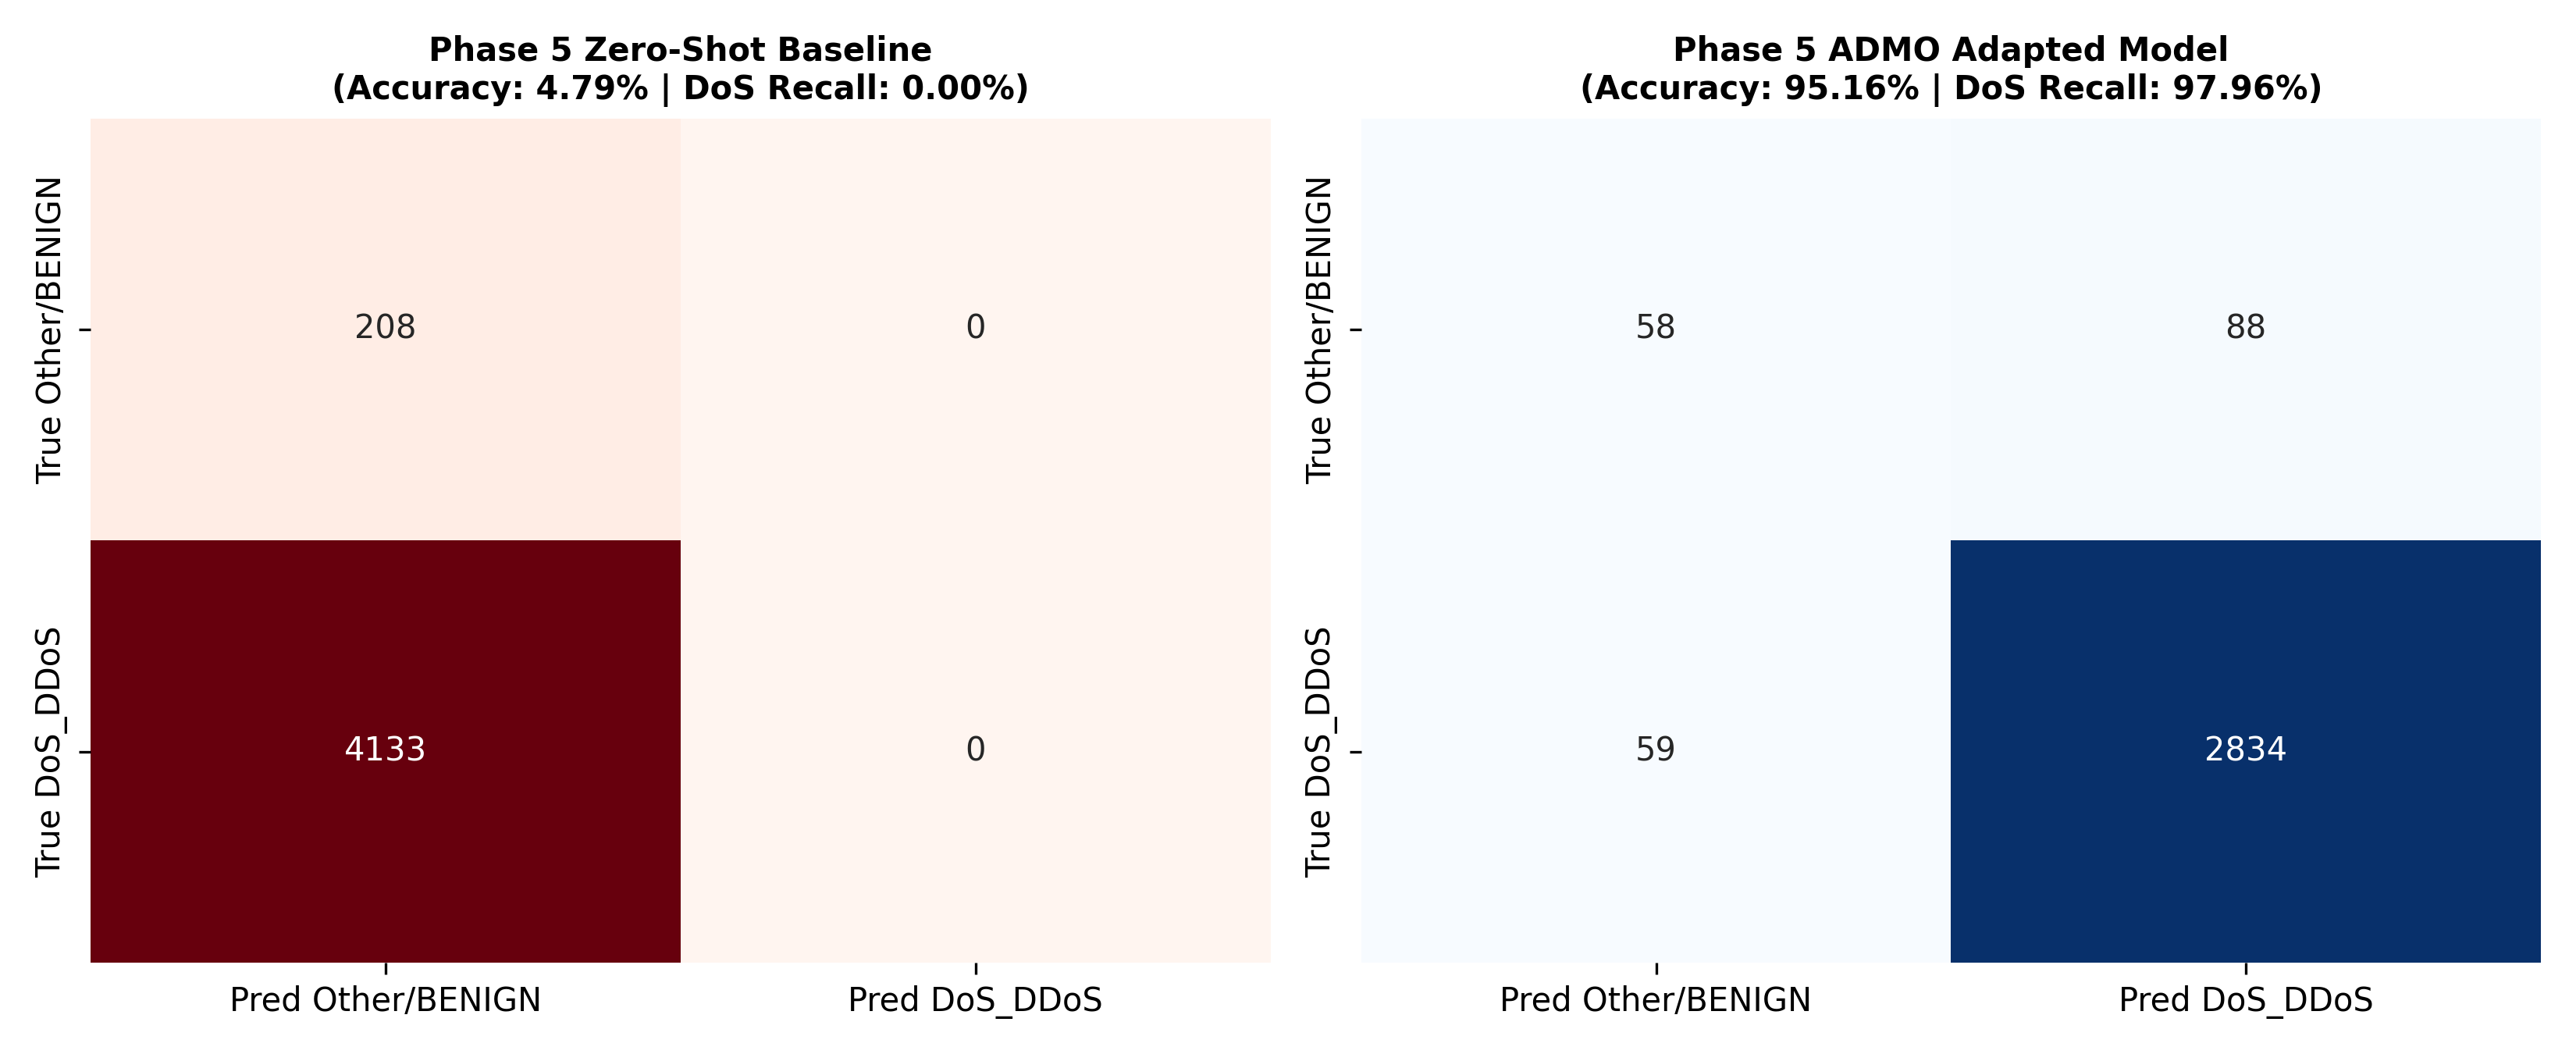 Phase 5 Zero-Shot Baseline
(Accuracy: 4.79% | DoS Recall: 0.00%)
True Other/BENIGN
208
0
True DoS_DDoS
4133
0
Pred Other/BENIGN
Pred DoS_DDoS
Phase 5 ADMO Adapted Model
(Accuracy: 95.16% | DoS Recall: 97.96%)
True Other/BENIGN
58
88
True DoS_DDoS
59
2834
Pred Other/BENIGN
Pred DoS_DDoS